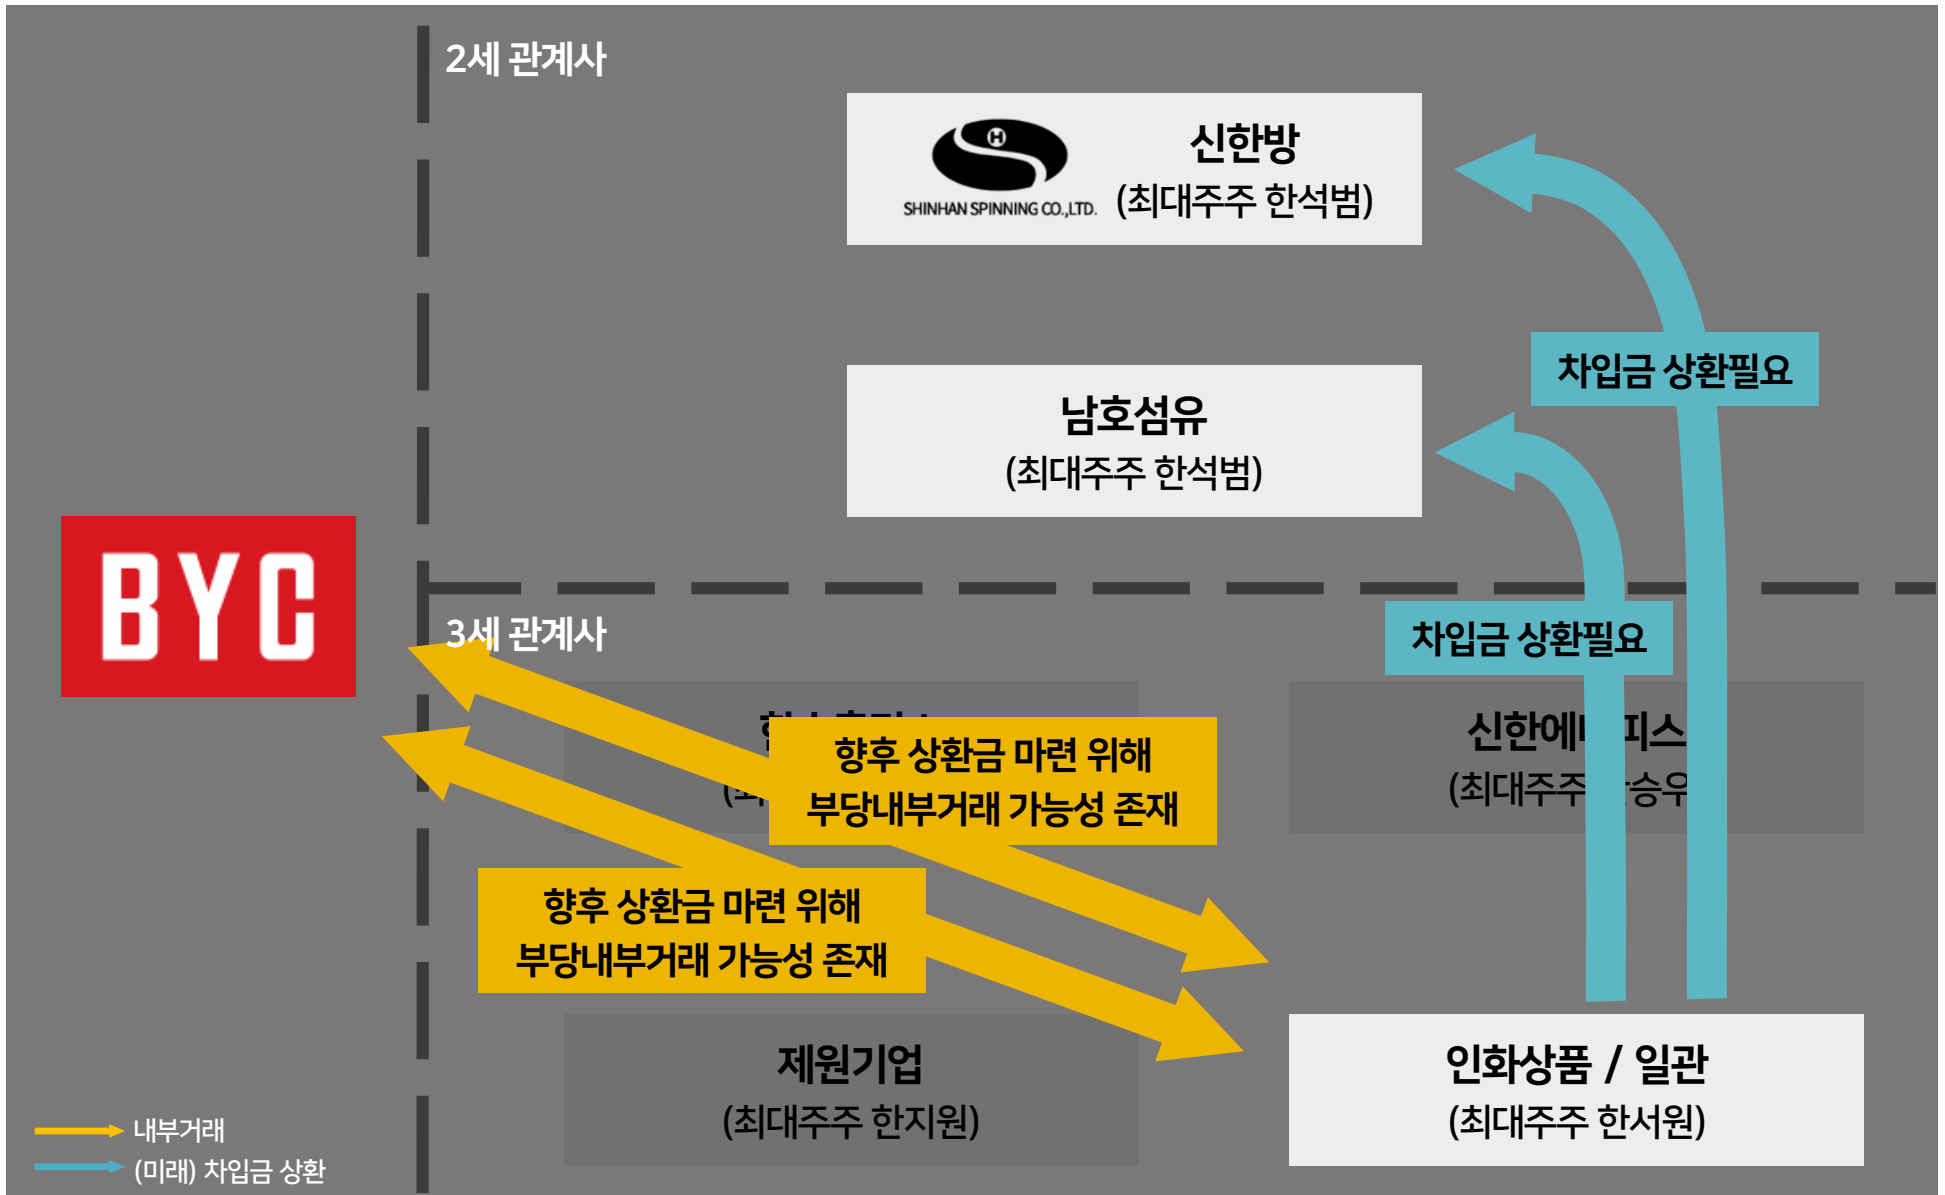 2세 관계사
신한방
(최대주주 한석범)
SHINHAN SPINNING CO.,LTD.
차입금 상환필요
남호섬유
(최대주주 한석범)
BYC
3세 관계사
차입금 상환필요
향후 상환금 마련 위해
부당내부거래 가능성 존재
향후 상환금 마련 위해
부당내부거래 가능성 존재
제원기업
(최대주주 한지원)
인화상품 / 일관
(최대주주 한서원)
내부거래
(미래) 차입금 상환